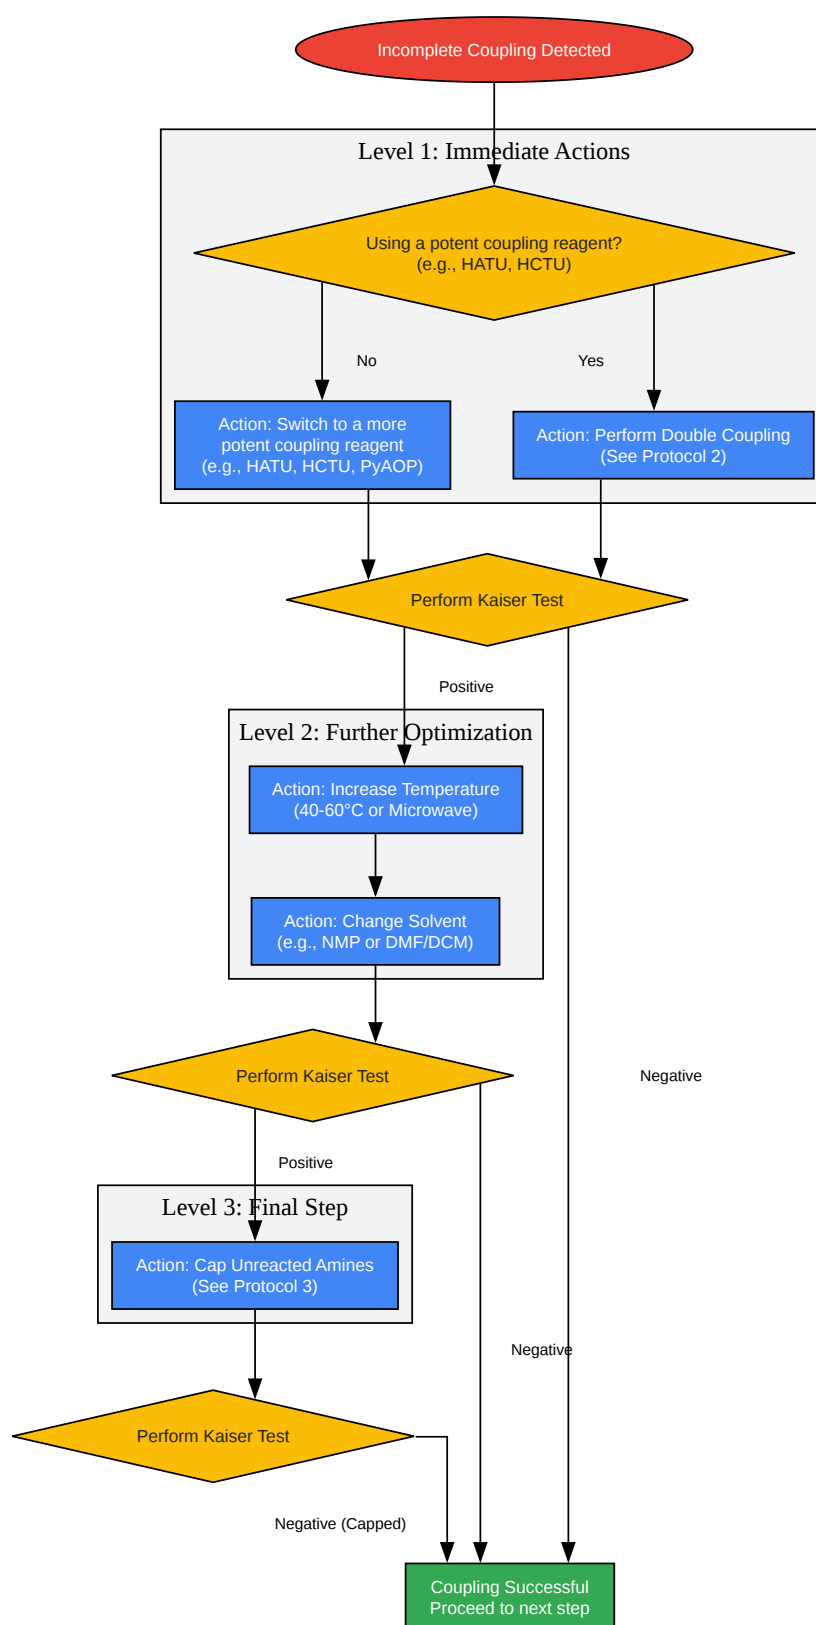 Incomplete Coupling Detected
Level 1: Immediate Actions
Using a potent coupling reagent?
(e.g., HATU, HCTU)
No
Yes
Action: Switch to a more
potent coupling reagent
(e.g., HATU, HCTU, PyAOP)
Action: Perform Double Coupling
(See Protocol 2)
Perform Kaiser Test
Positive
Level 2: Further Optimization
Action: Increase Temperature
(40-60°C or Microwave)
Action: Change Solvent
(e.g., NMP or DMF/DCM)
Perform Kaiser Test
Negative
Positive
Level 3: Final Step
Action: Cap Unreacted Amines
(See Protocol 3)
Negative
Perform Kaiser Test
Negative (Capped)
Coupling Successful
Proceed to next step